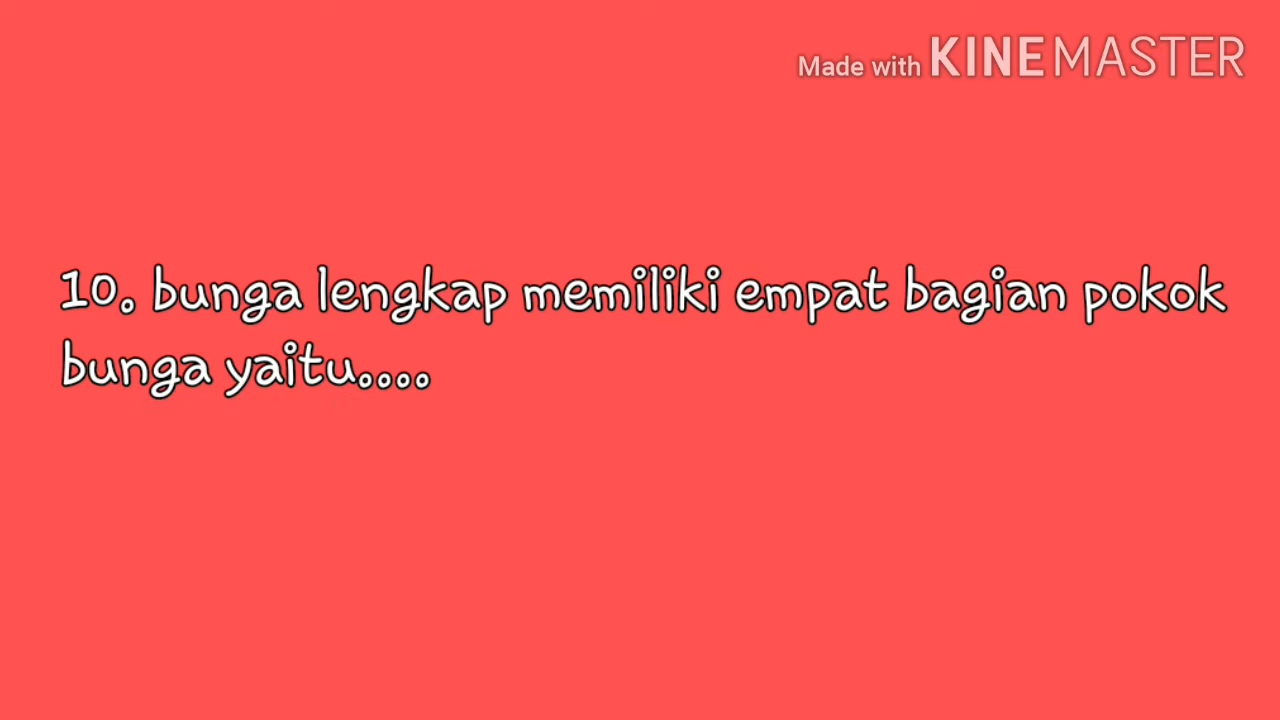 Made with KINEMASTER
10. bunga lengkap memiliki empat bagian pokok
bunga yaitu....